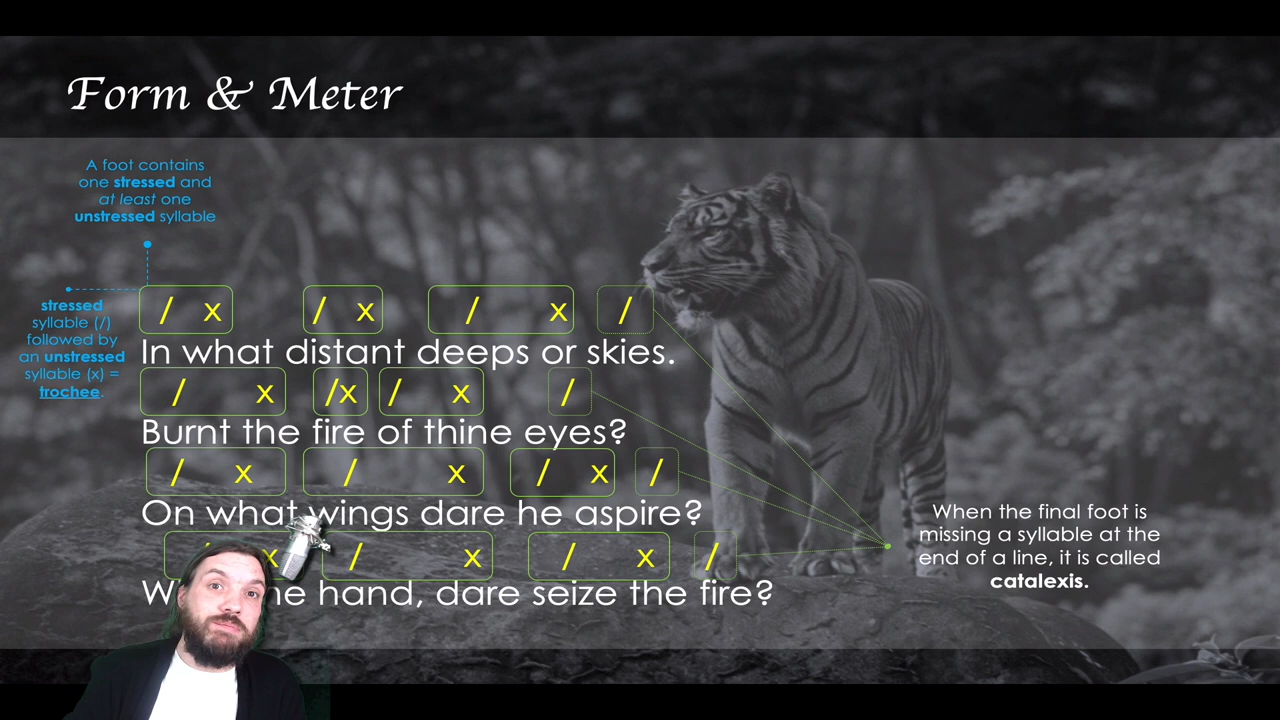 Form & Meter
A foot contains
one stressed and
at least one
unstressed syllable
stressed
syllable (/)
followed by
an unstressed
syllable (x) =
trochee.
/ x / x / x /
In what distant deeps or skies.
/ x /x / x /
Burnt the fire of thine eyes?
/ x / x / x /
On what wings dare he aspire?
/ x / x / x /
hand, dare seize the fire?
When the final foot is
missing a syllable at the
end of a line, it is called
catalexis.